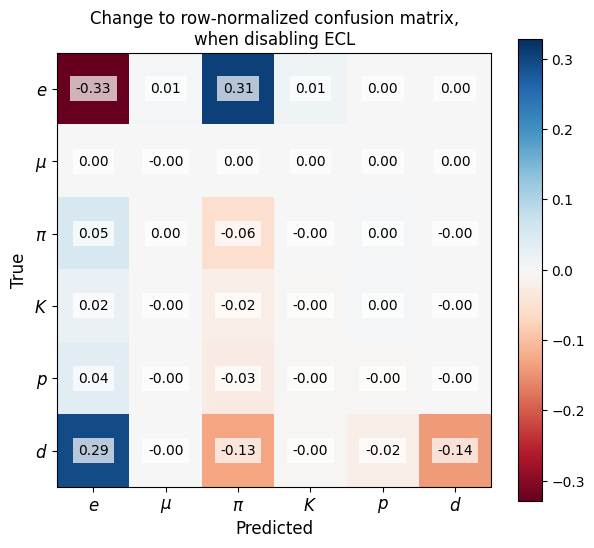 Change to row-normalized confusion matrix,
when disabling ECL
e -0.33 0.01 0.31 0.01 0.00 0.00
μ 0.00 -0.00 0.00 0.00 0.00 0.00
π 0.05 0.00 -0.06 -0.00 0.00 -0.00
K 0.02 -0.00 -0.02 -0.00 0.00 -0.00
p 0.04 -0.00 -0.03 -0.00 -0.00 -0.00
d 0.29 -0.00 -0.13 -0.00 -0.02 -0.14
e μ π K p d
Predicted
True
0.3
0.2
0.1
0.0
−0.1
−0.2
−0.3